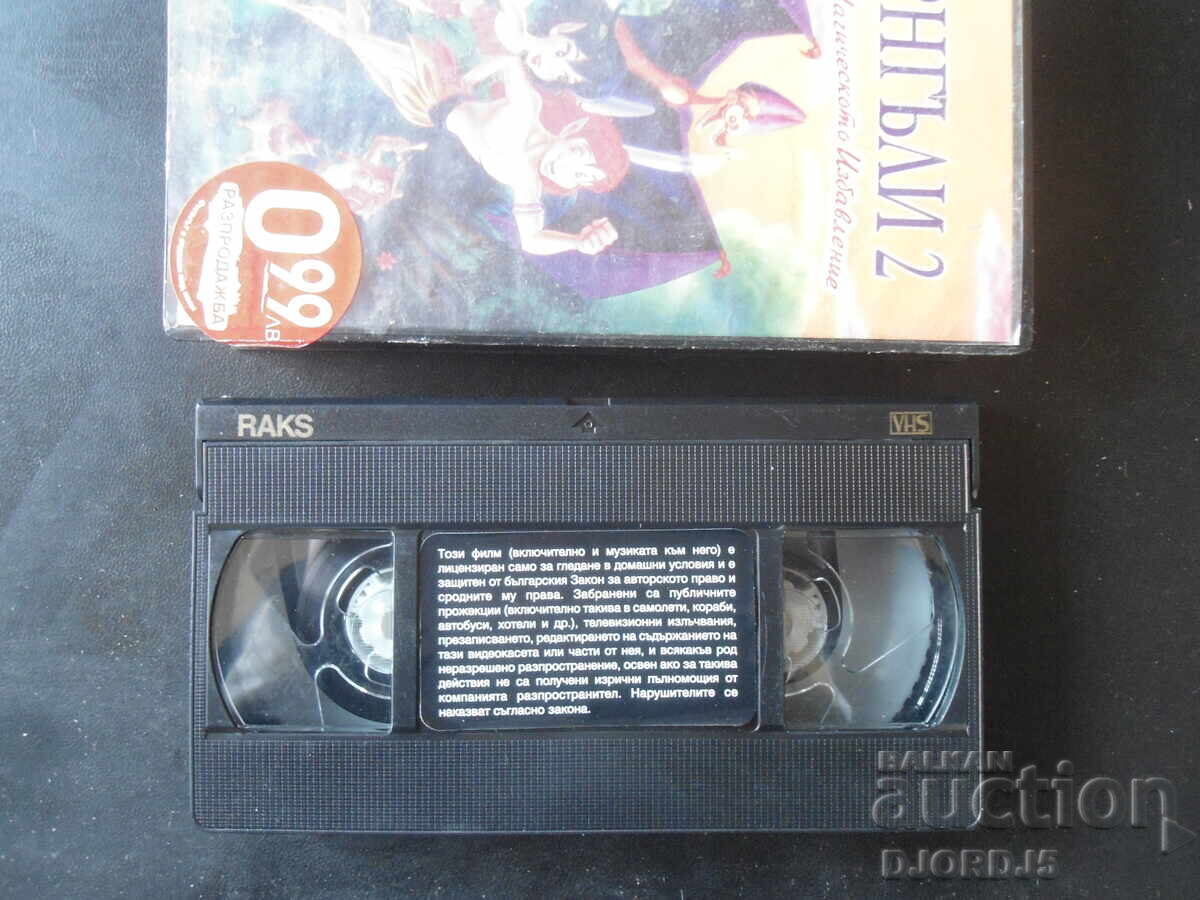 РНГЪЛИ 2
Магическото Избавление
0.99
ЛВ
РАЗПРОДАЖБА
RAKS
VHS
Този филм (включително и музиката към него) е
лицензиран само за гледане в домашни условия и е
защитен от българския Закон за авторското право и
сродните му права. Забранени са публичните
прожекции (включително такива в самолети, кораби,
автобуси, хотели и др.), телевизионни излъчвания,
презаписването, редактирането на съдържанието на
тази видеокасета или части от нея, и всякакъв род
неразрешено разпространение, освен ако за такива
действия не са получени изрични пълномощия от
компанията разпространител. Нарушителите се
наказват съгласно закона.
BALKAN
auction
DJORDJ5